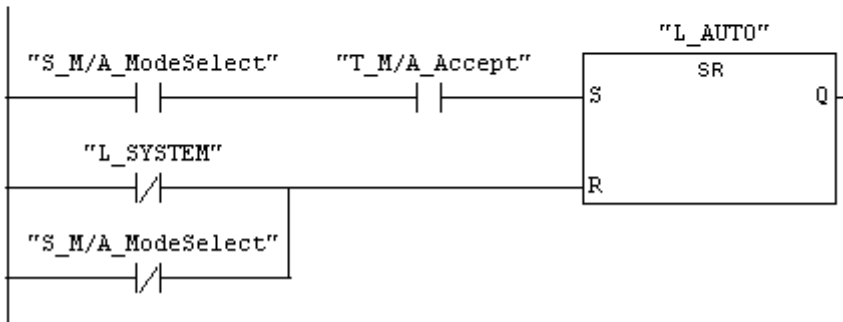 "L_AUTO"
"S_M/A_ModeSelect" "T_M/A_Accept"
SR
S Q
"L_SYSTEM"
R
"S_M/A_ModeSelect"